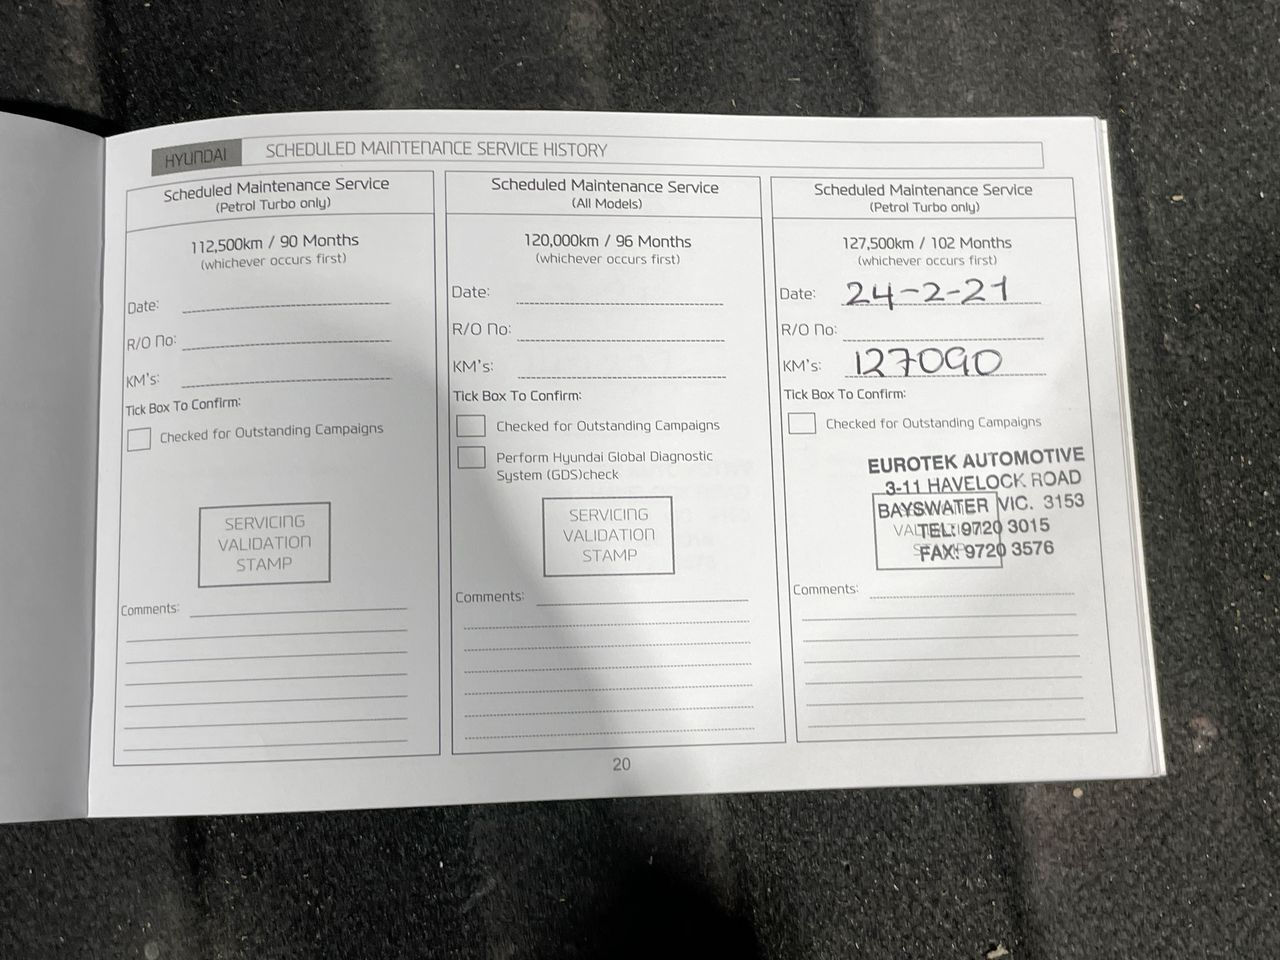 HYUNDAI SCHEDULED MAINTENANCE SERVICE HISTORY
Scheduled Maintenance Service
(Petrol Turbo only)
112,500km / 90 Months
(whichever occurs first)
Date:
R/O No:
KM's:
Tick Box To Confirm:
Checked for Outstanding Campaigns
SERVICING
VALIDATION
STAMP
Comments:
Scheduled Maintenance Service
(All Models)
120,000km / 96 Months
(whichever occurs first)
Date:
R/O No:
KM's:
Tick Box To Confirm:
Checked for Outstanding Campaigns
Perform Hyundai Global Diagnostic
System (GDS)check
SERVICING
VALIDATION
STAMP
Comments:
Scheduled Maintenance Service
(Petrol Turbo only)
127,500km / 102 Months
(whichever occurs first)
Date: 24-2-21
R/O No:
KM's: 127090
Tick Box To Confirm:
Checked for Outstanding Campaigns
EUROTEK AUTOMOTIVE
3-11 HAVELOCK ROAD
BAYSWATER VIC. 3153
TEL: 9720 3015
FAX: 9720 3576
Comments:
20